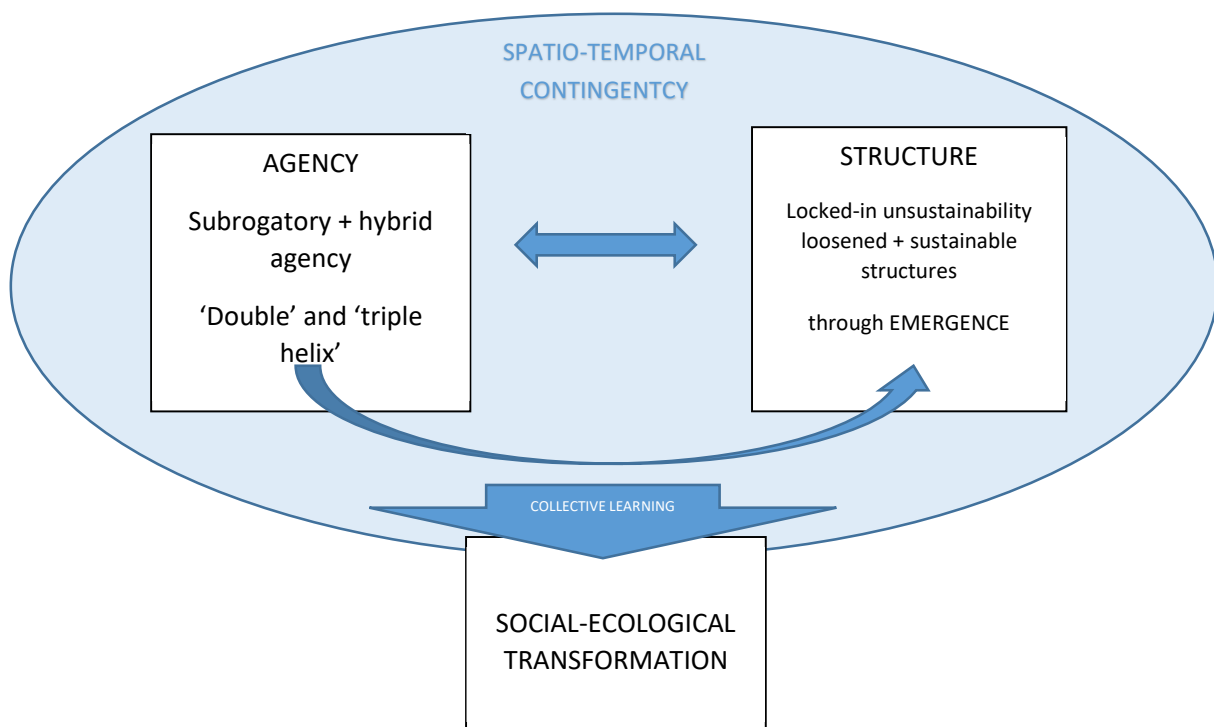 SPATIO-TEMPORAL
CONTINGENTCY
AGENCY
Subrogatory + hybrid
agency
‘Double’ and ‘triple
helix’
STRUCTURE
Locked-in unsustainability
loosened + sustainable
structures
through EMERGENCE
COLLECTIVE LEARNING
SOCIAL-ECOLOGICAL
TRANSFORMATION